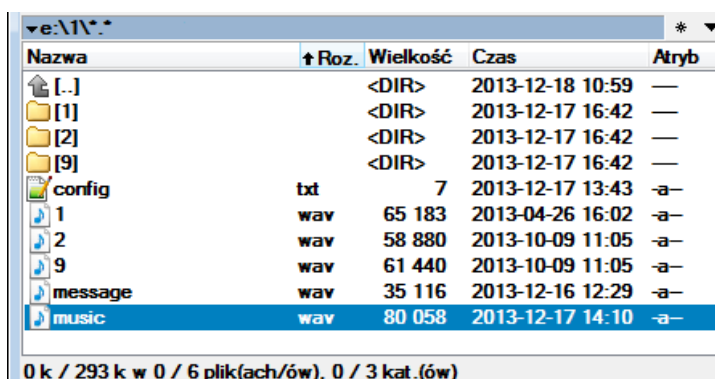 e:\1\*.* * 
Nazwa Roz. Wielkość Czas Atryb
[..] <DIR> 2013-12-18 10:59 —
[1] <DIR> 2013-12-17 16:42 —
[2] <DIR> 2013-12-17 16:42 —
[9] <DIR> 2013-12-17 16:42 —
config txt 7 2013-12-17 13:43 -a–
1 wav 65 183 2013-04-26 16:02 -a–
2 wav 58 880 2013-10-09 11:05 -a–
9 wav 61 440 2013-10-09 11:05 -a–
message wav 35 116 2013-12-16 12:29 -a–
music wav 80 058 2013-12-17 14:10 -a–
0 k / 293 k w 0 / 6 plik(ach/ów), 0 / 3 kat.(ów)